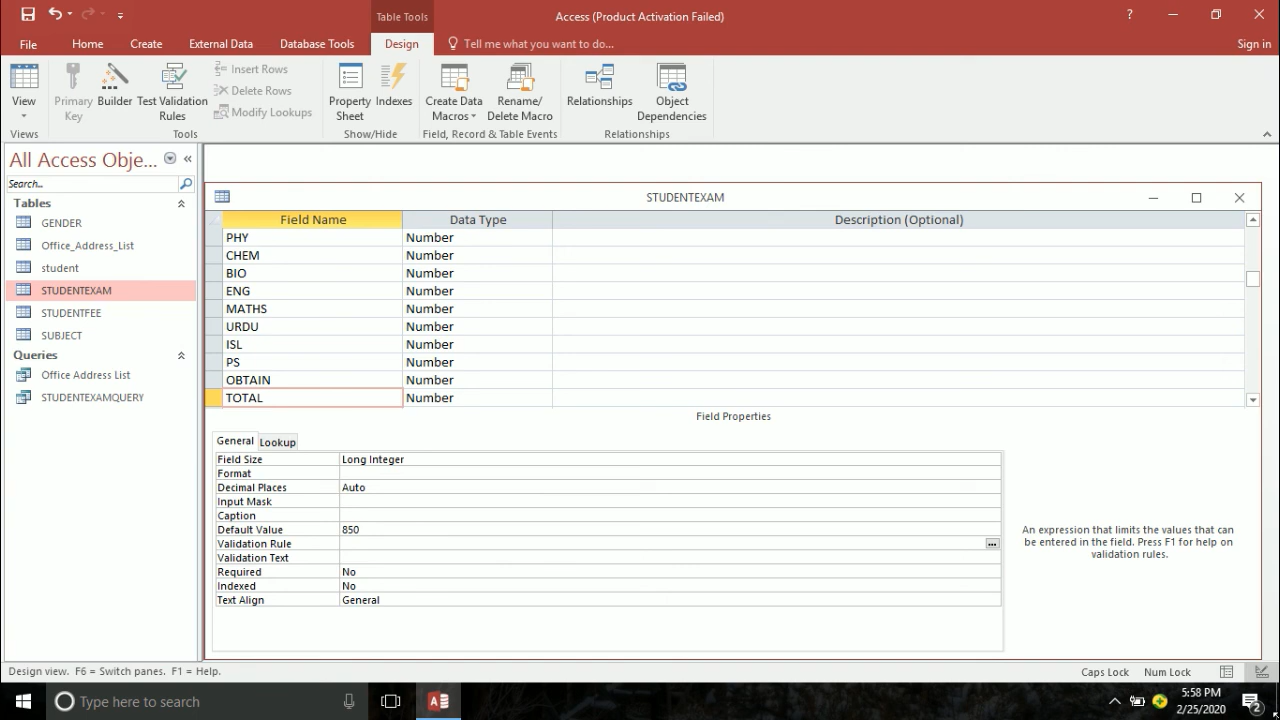 Table Tools
Access (Product Activation Failed)
?
File
Home
Create
External Data
Database Tools
Design
Tell me what you want to do...
Sign in
View
Primary Key
Builder
Test Validation Rules
Insert Rows
Delete Rows
Modify Lookups
Property Sheet
Indexes
Create Data Macros
Rename/ Delete Macro
Relationships
Object Dependencies
Views
Tools
Show/Hide
Field, Record & Table Events
Relationships
All Access Obje...
Search...
Tables
GENDER
Office_Address_List
student
STUDENTEXAM
STUDENTFEE
SUBJECT
Queries
Office Address List
STUDENTEXAMQUERY
STUDENTEXAM
Field Name Data Type Description (Optional)
PHY Number
CHEM Number
BIO Number
ENG Number
MATHS Number
URDU Number
ISL Number
PS Number
OBTAIN Number
TOTAL Number
Field Properties
General Lookup
Field Size Long Integer
Format
Decimal Places Auto
Input Mask
Caption
Default Value 850
Validation Rule
Validation Text
Required No
Indexed No
Text Align General
An expression that limits the values that can
be entered in the field. Press F1 for help on
validation rules.
Design view. F6 = Switch panes. F1 = Help.
Caps Lock Num Lock
Type here to search
5:58 PM
2/25/2020
2